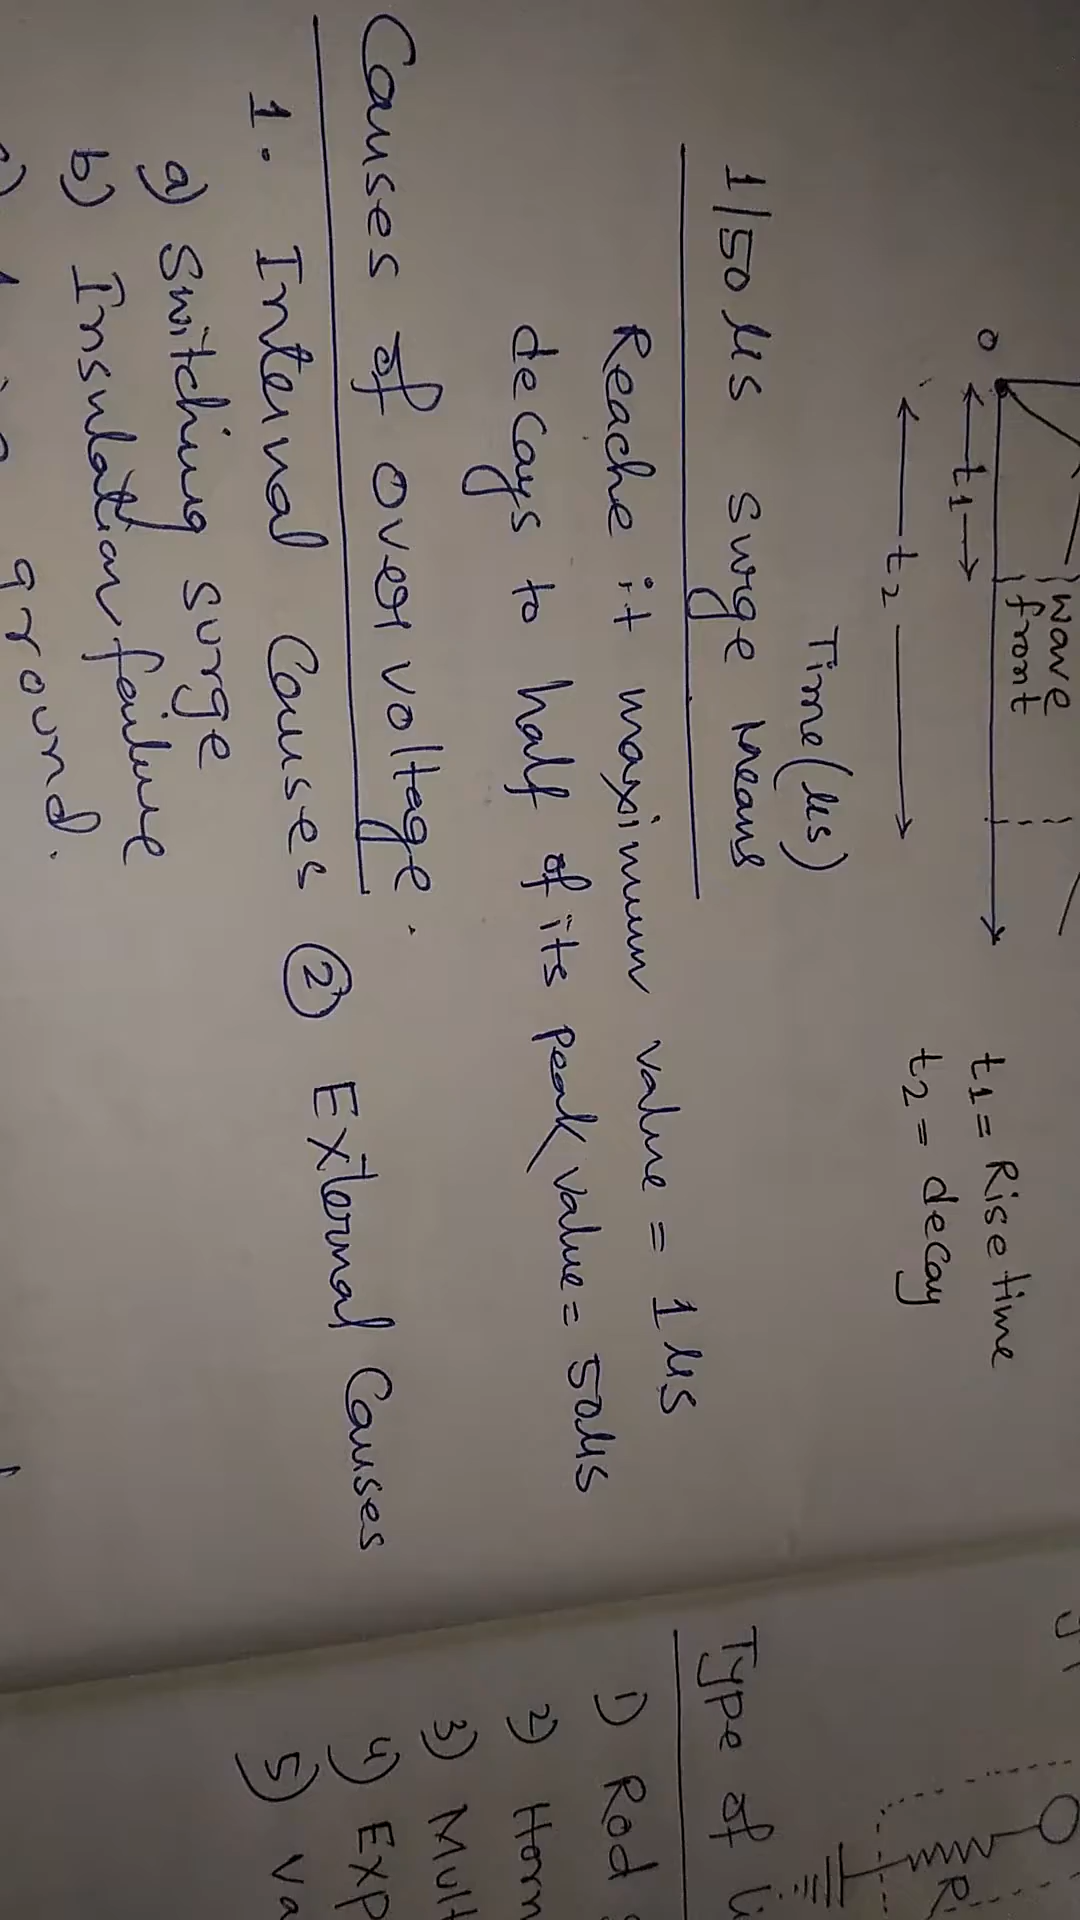 0
wave
front
t1
t2
Time (µs)
t1 = Rise time
t2 = decay
1/50 µs surge means
Reache it maximum value = 1 µs
decays to half of its peak value = 50µs
Causes of over voltage.
1. Internal Causes ② External Causes
a) Switching surge
b) Insulation failure
ground.
R
Type of
1) Rod
2) Horn
3) Mult
4) Exp
5) Va